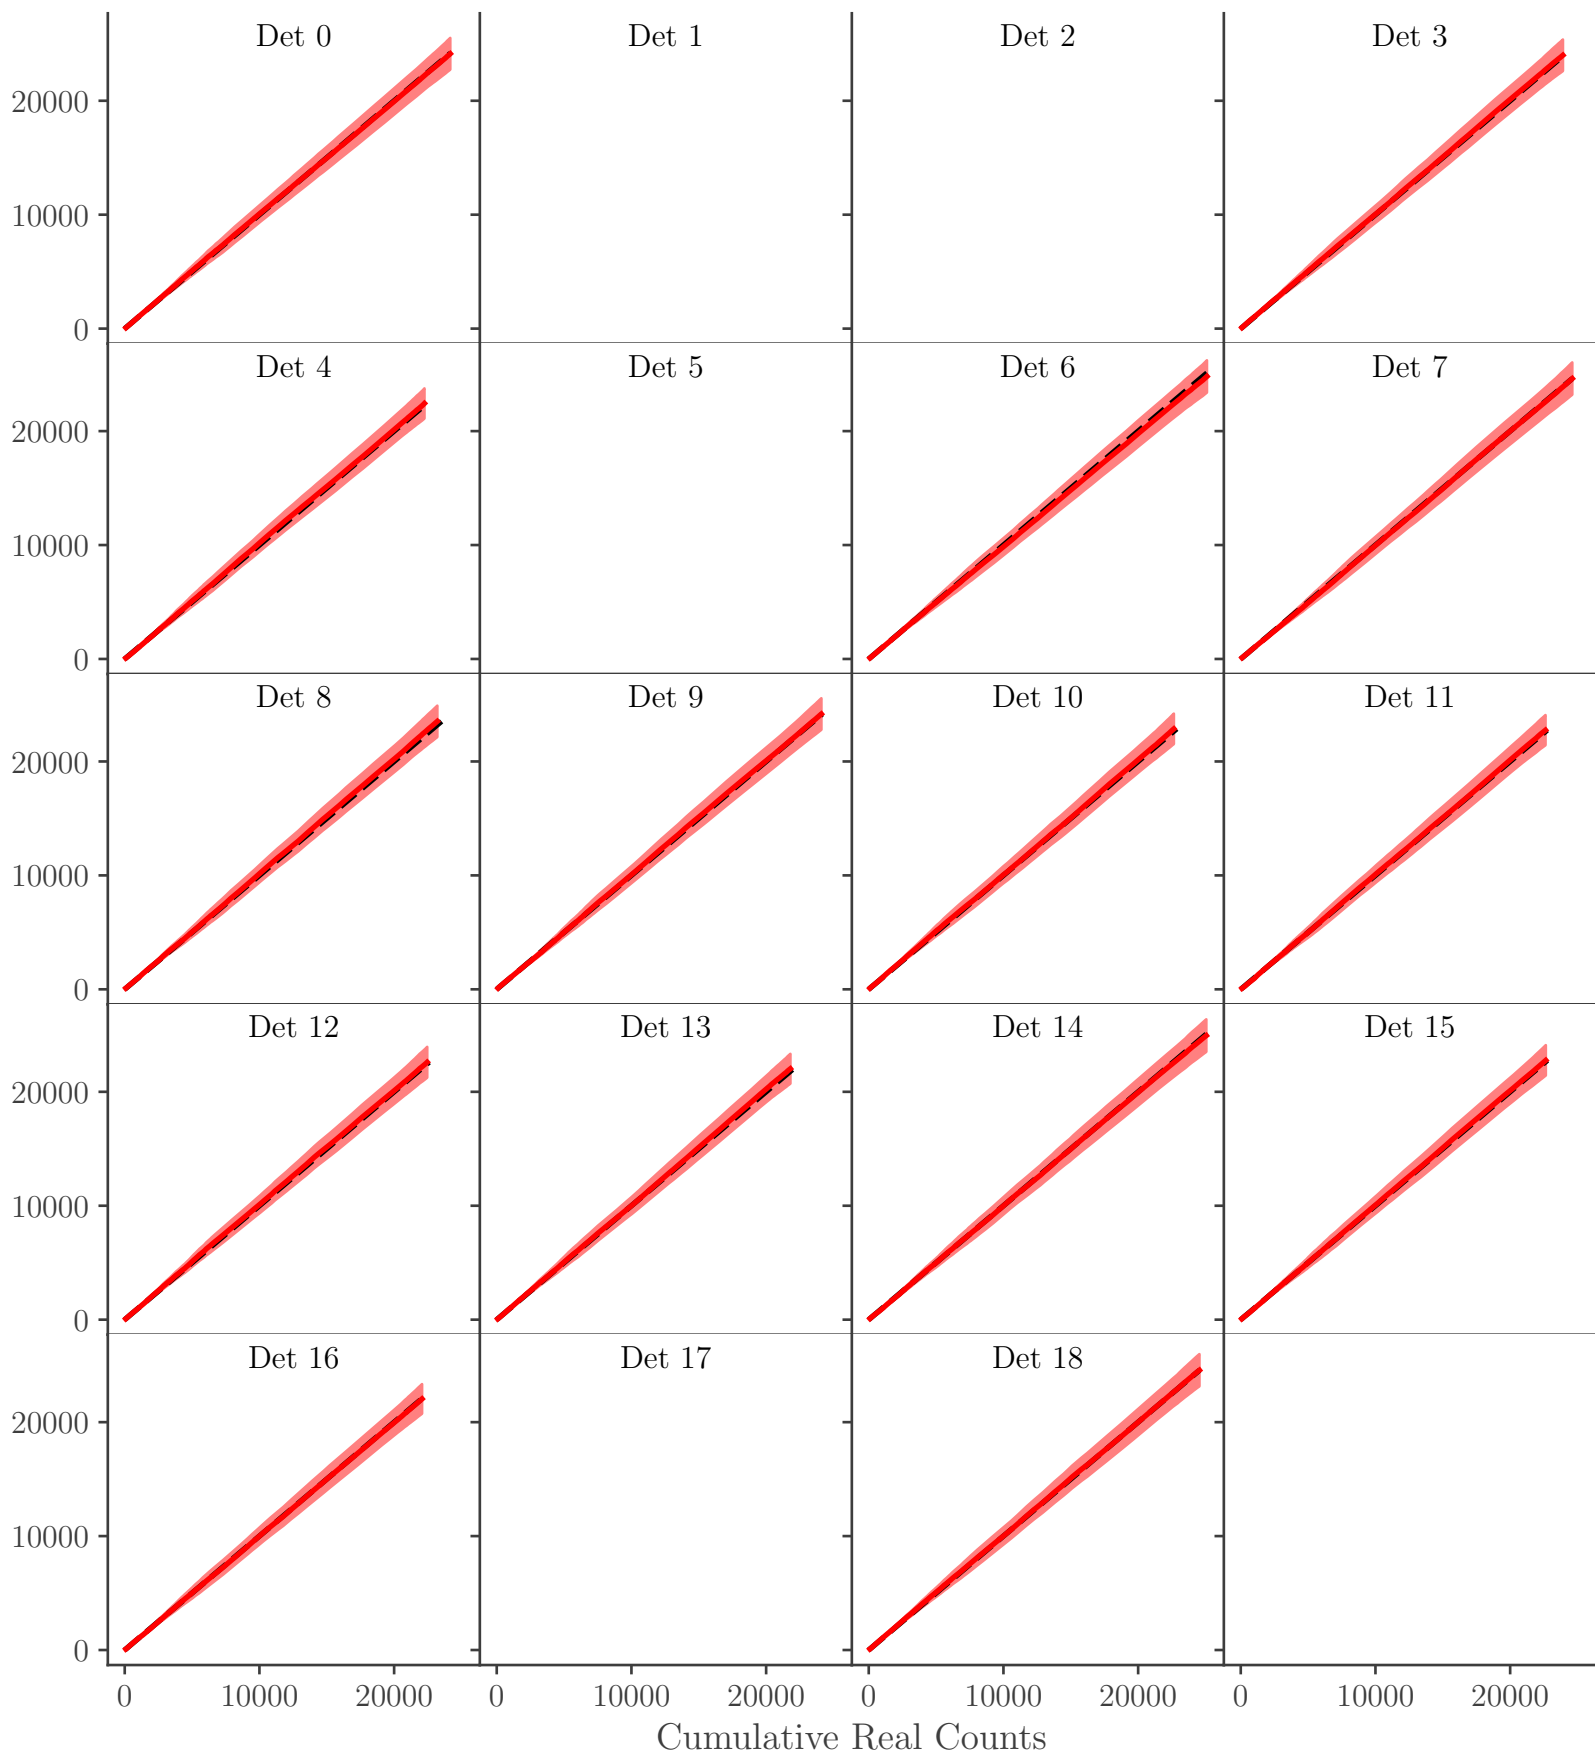 Det 0 Det 1 Det 2 Det 3
20000
10000
0
Det 4 Det 5 Det 6 Det 7
20000
10000
0
Det 8 Det 9 Det 10 Det 11
20000
10000
0
Det 12 Det 13 Det 14 Det 15
20000
10000
0
Det 16 Det 17 Det 18
20000
10000
0
0 10000 20000 0 10000 20000 0 10000 20000 0 10000 20000
Cumulative Real Counts